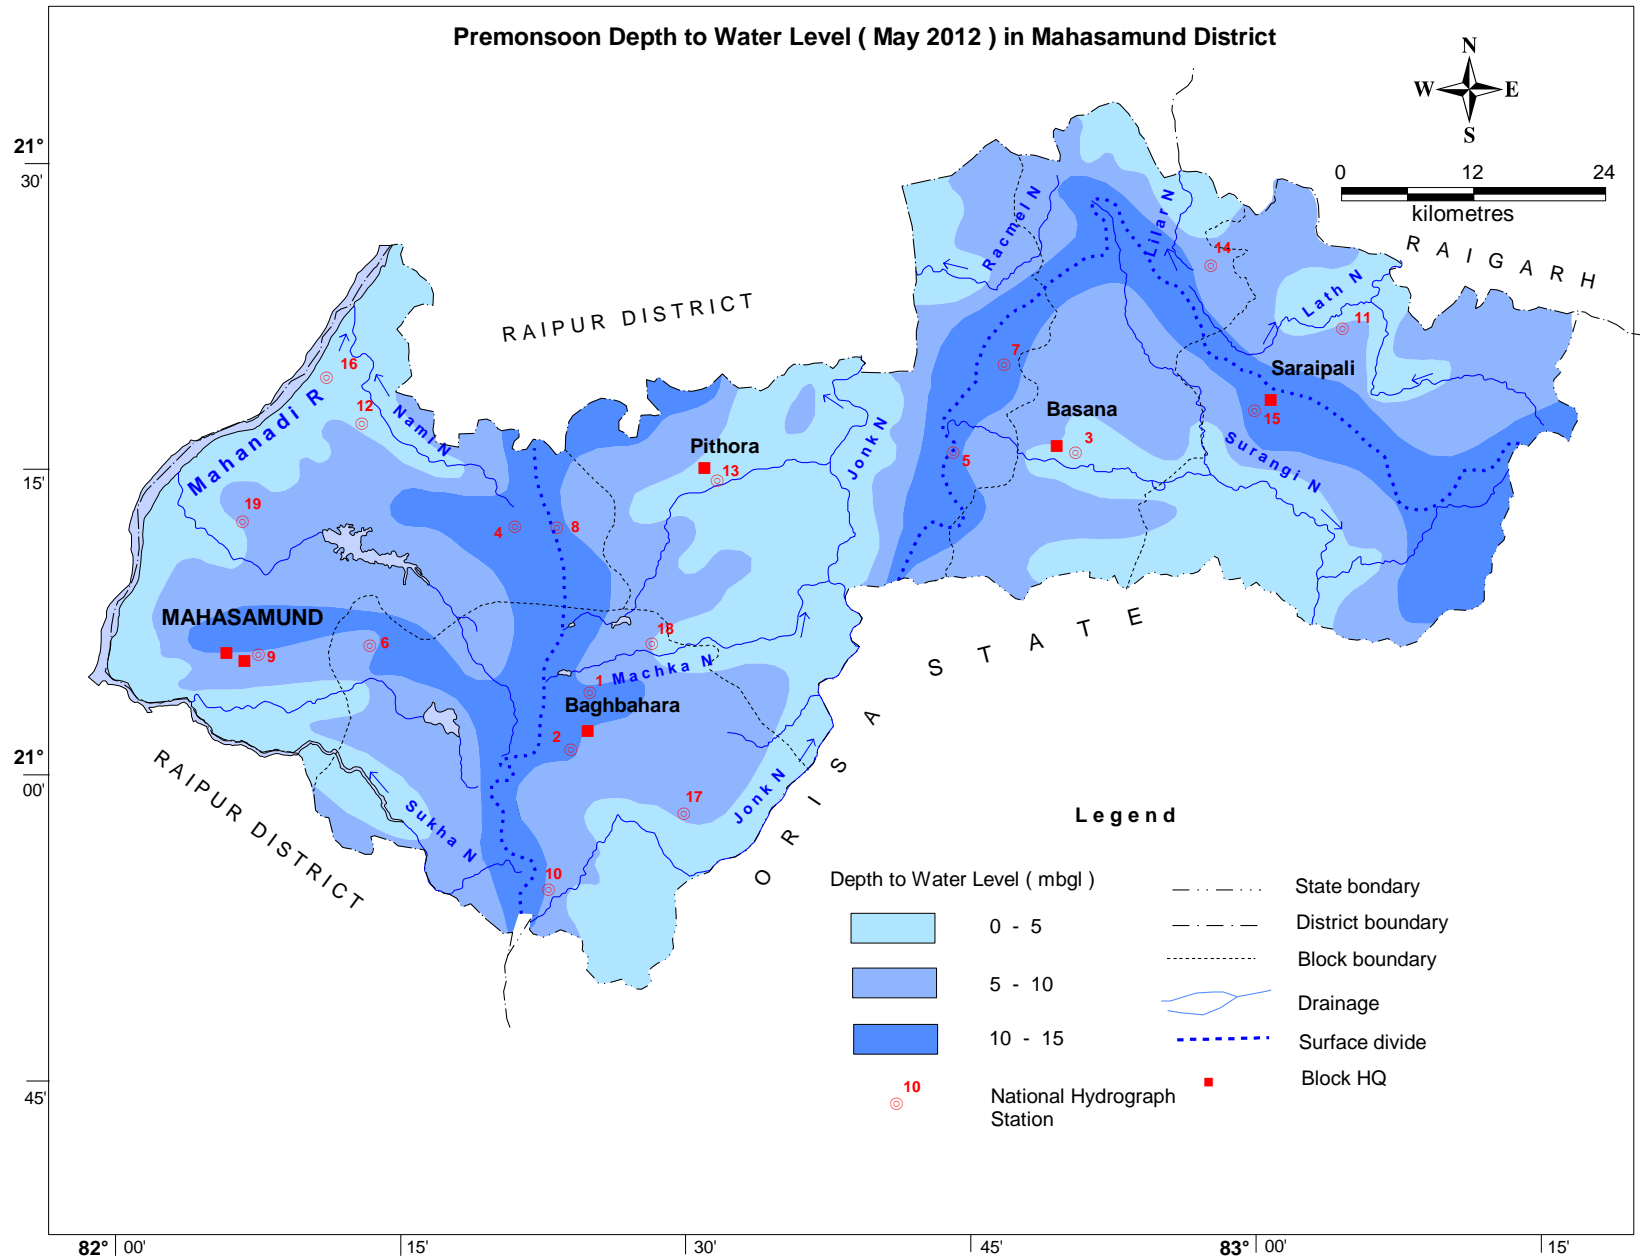 Premonsoon Depth to Water Level ( May 2012 ) in Mahasamund District
N
W E
S
0 12 24
kilometres
21°
30'
15'
21°
00'
45'
82° 00'
15'
30'
45'
83° 00'
15'
RAIGARH
RAIPUR DISTRICT
RAIPUR DISTRICT
ORISA STATE
Racmel N
Lilar N
Lath N
Surangi N
Jonk N
Jonk N
Machka N
Mahanadi R
Nami N
Sukha N
Saraipali
Basana
Pithora
MAHASAMUND
Baghbahara
14
11
7
15
3
5
16
12
13
19
4
8
6
9
18
1
2
17
10
Legend
Depth to Water Level ( mbgl )
0 - 5
5 - 10
10 - 15
10
National Hydrograph
Station
State bondary
District boundary
Block boundary
Drainage
Surface divide
Block HQ